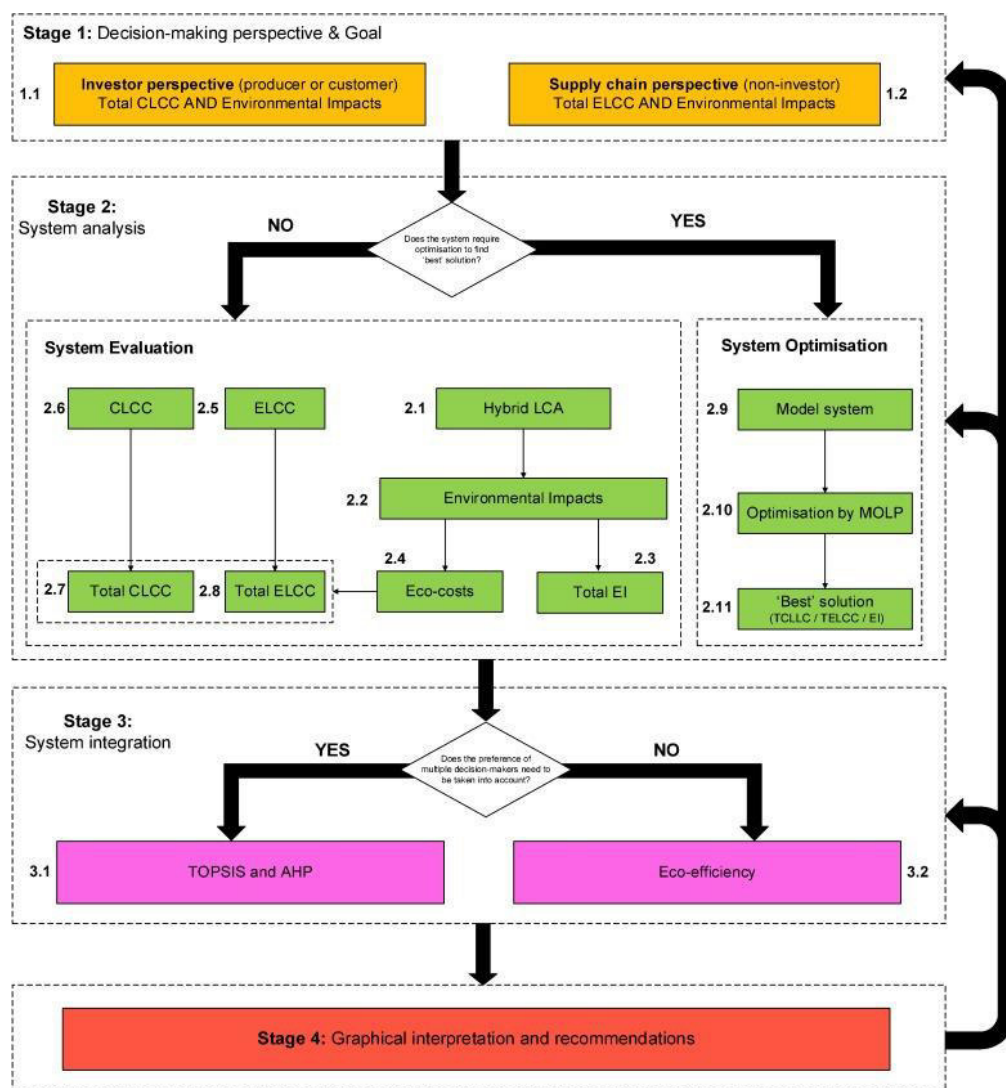 Stage 1: Decision-making perspective & Goal
1.1
Investor perspective (producer or customer)
Total CLCC AND Environmental Impacts
Supply chain perspective (non-investor)
Total ELCC AND Environmental Impacts
1.2
Stage 2:
System analysis
NO
YES
Does the system require
optimisation to find
'best' solution?
System Evaluation
2.6
CLCC
2.5
ELCC
2.1
Hybrid LCA
2.2
Environmental Impacts
2.4
2.3
2.7
Total CLCC
2.8
Total ELCC
Eco-costs
Total EI
System Optimisation
2.9
Model system
2.10
Optimisation by MOLP
2.11
'Best' solution
(TCLLC / TELCC / EI)
Stage 3:
System integration
YES
NO
Does the preference of
multiple decision-makers need to
be taken into account?
3.1
TOPSIS and AHP
Eco-efficiency
3.2
Stage 4: Graphical interpretation and recommendations